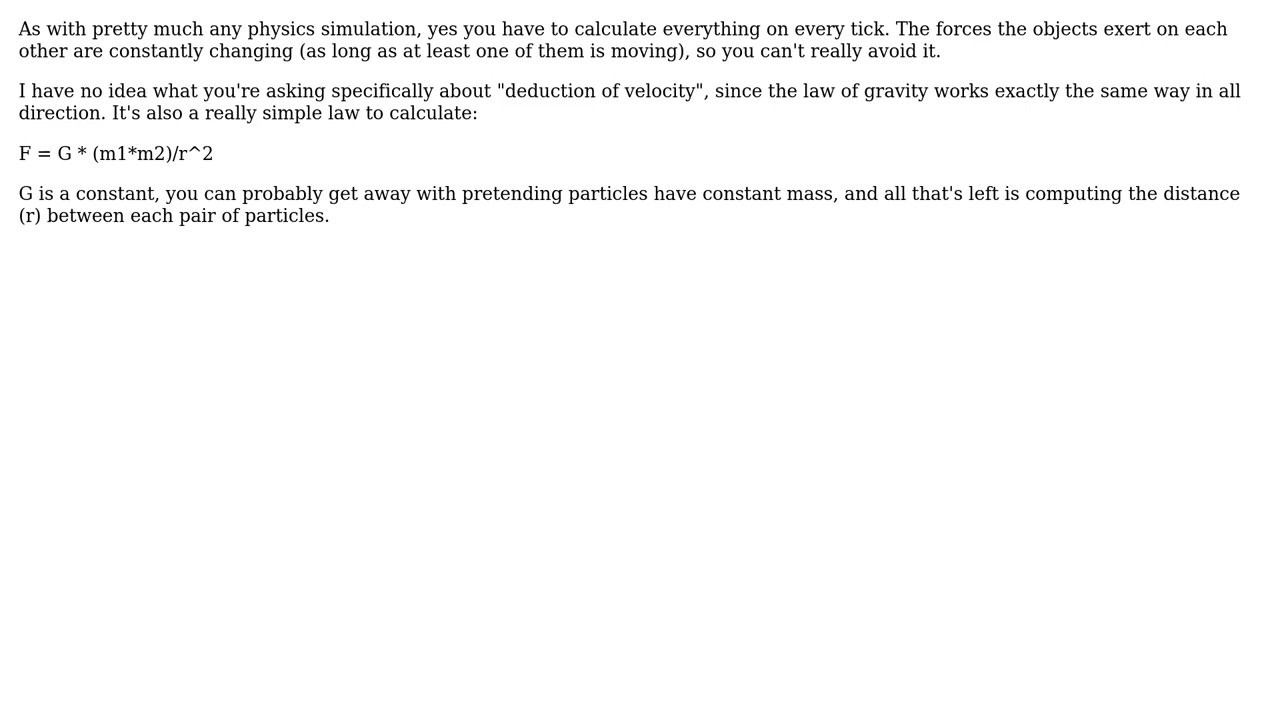 As with pretty much any physics simulation, yes you have to calculate everything on every tick. The forces the objects exert on each
other are constantly changing (as long as at least one of them is moving), so you can't really avoid it.
I have no idea what you're asking specifically about "deduction of velocity", since the law of gravity works exactly the same way in all
direction. It's also a really simple law to calculate:
F = G * (m1*m2)/r^2
G is a constant, you can probably get away with pretending particles have constant mass, and all that's left is computing the distance
(r) between each pair of particles.